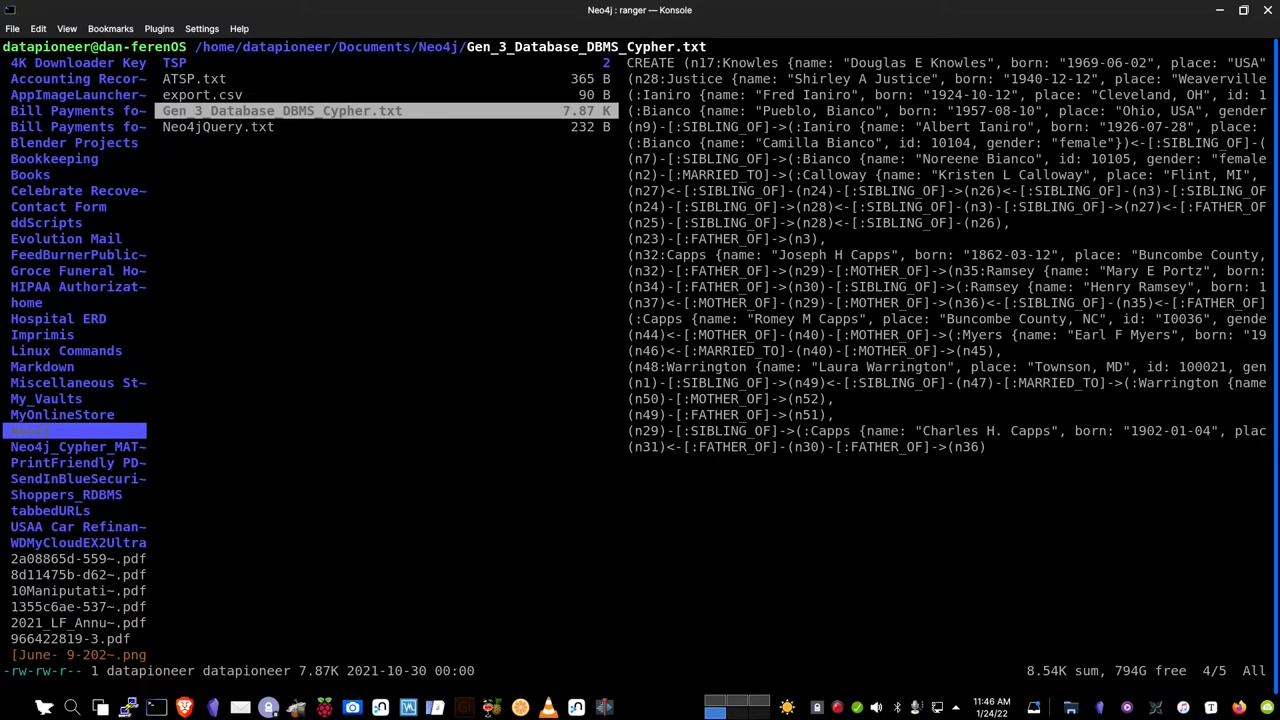 Neo4j : ranger — Konsole
File Edit View Bookmarks Plugins Settings Help
datapioneer@dan-ferenOS /home/datapioneer/Documents/Neo4j/Gen_3_Database_DBMS_Cypher.txt
4K Downloader Key TSP 2 CREATE (n17:Knowles {name: "Douglas E Knowles", born: "1969-06-02", place: "USA"
Accounting Recor~ ATSP.txt 365 B (n28:Justice {name: "Shirley A Justice", born: "1940-12-12", place: "Weaverville
AppImageLauncher~ export.csv 90 B (:Ianiro {name: "Fred Ianiro", born: "1924-10-12", place: "Cleveland, OH", id: 1
Bill Payments fo~ Gen_3_Database_DBMS_Cypher.txt 7.87 K (:Bianco {name: "Pueblo, Bianco", born: "1957-08-10", place: "Ohio, USA", gender
Bill Payments fo~ Neo4jQuery.txt 232 B (n9)-[:SIBLING_OF]->(:Ianiro {name: "Albert Ianiro", born: "1926-07-28", place:
Blender Projects (:Bianco {name: "Camilla Bianco", id: 10104, gender: "female"})<-[:SIBLING_OF]-(
Bookkeeping (n7)-[:SIBLING_OF]->(:Bianco {name: "Noreene Bianco", id: 10105, gender: "female
Books (n2)-[:MARRIED_TO]->(:Calloway {name: "Kristen L Calloway", place: "Flint, MI",
Celebrate Recove~ (n27)<-[:SIBLING_OF]-(n24)-[:SIBLING_OF]->(n26)<-[:SIBLING_OF]-(n3)-[:SIBLING_OF
Contact Form (n24)-[:SIBLING_OF]->(n28)<-[:SIBLING_OF]-(n3)-[:SIBLING_OF]->(n27)<-[:FATHER_OF
ddScripts (n25)-[:SIBLING_OF]->(n28)<-[:SIBLING_OF]-(n26),
Evolution Mail (n23)-[:FATHER_OF]->(n3),
FeedBurnerPublic~ (n32:Capps {name: "Joseph H Capps", born: "1862-03-12", place: "Buncombe County,
Groce Funeral Ho~ (n32)-[:FATHER_OF]->(n29)-[:MOTHER_OF]->(n35:Ramsey {name: "Mary E Portz", born:
HIPAA Authorizat~ (n34)-[:FATHER_OF]->(n30)-[:SIBLING_OF]->(:Ramsey {name: "Henry Ramsey", born: 1
home (n37)<-[:MOTHER_OF]-(n29)-[:MOTHER_OF]->(n36)<-[:SIBLING_OF]-(n35)<-[:FATHER_OF]
Hospital ERD (:Capps {name: "Romey M Capps", place: "Buncombe County, NC", id: "I0036", gende
Imprimis (n44)<-[:MOTHER_OF]-(n40)-[:MOTHER_OF]->(:Myers {name: "Earl F Myers", born: "19
Linux Commands (n46)<-[:MARRIED_TO]-(n40)-[:MOTHER_OF]->(n45),
Markdown (n48:Warrington {name: "Laura Warrington", place: "Townson, MD", id: 100021, gen
Miscellaneous St~ (n1)-[:SIBLING_OF]->(n49)<-[:SIBLING_OF]-(n47)-[:MARRIED_TO]->(:Warrington {name
My_Vaults (n50)-[:MOTHER_OF]->(n52),
MyOnlineStore (n49)-[:FATHER_OF]->(n51),
Neo4j (n29)-[:SIBLING_OF]->(:Capps {name: "Charles H. Capps", born: "1902-01-04", plac
Neo4j_Cypher_MAT~ (n31)<-[:FATHER_OF]-(n30)-[:FATHER_OF]->(n36)
PrintFriendly PD~
SendInBlueSecuri~
Shoppers_RDBMS
tabbedURLs
USAA Car Refinan~
WDMyCloudEX2Ultra
2a08865d-559~.pdf
8d11475b-d62~.pdf
10Maniputati~.pdf
1355c6ae-537~.pdf
2021_LF_Annu~.pdf
966422819-3.pdf
[June- 9-202~.png
-rw-rw-r-- 1 datapioneer datapioneer 7.87K 2021-10-30 00:00 8.54K sum, 794G free 4/5 All
11:46 AM
1/24/22